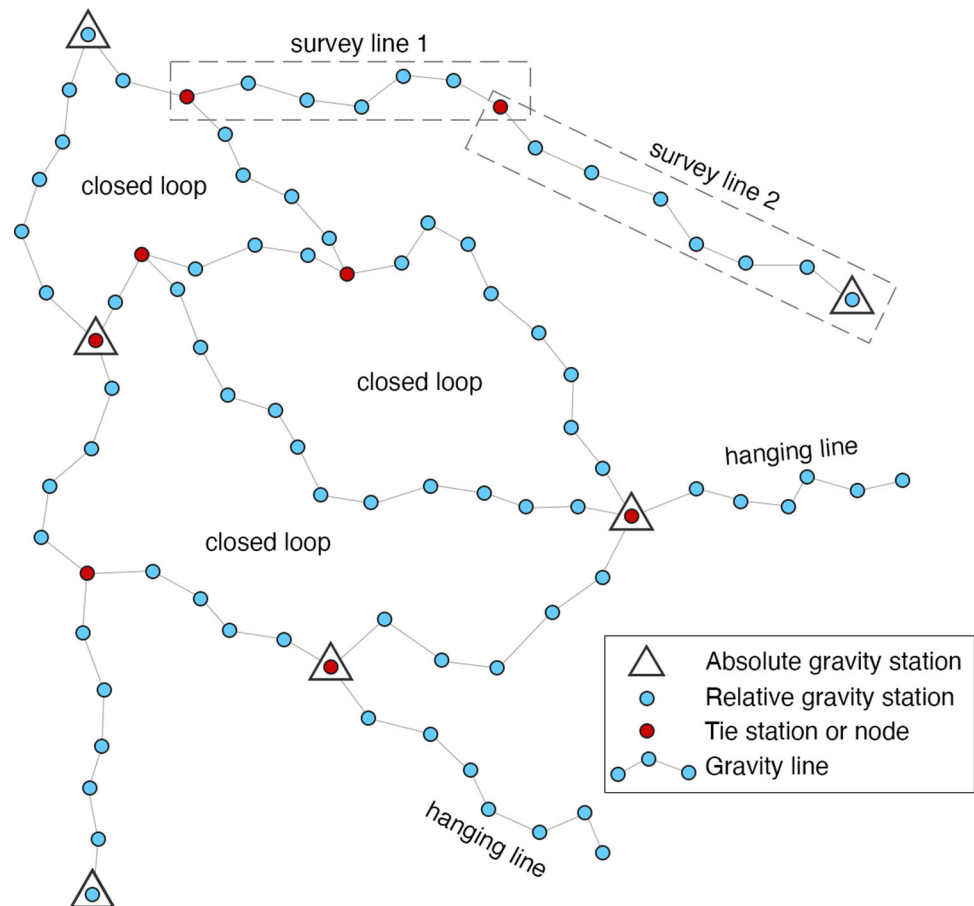 survey line 1
survey line 2
closed loop
closed loop
hanging line
closed loop
hanging line
Absolute gravity station
Relative gravity station
Tie station or node
Gravity line